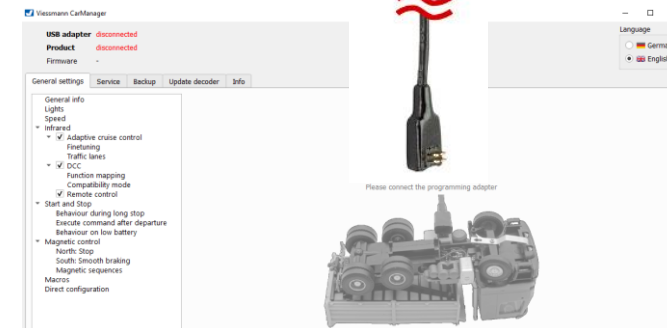 Viessmann CarManager
USB adapter disconnected
Product disconnected
Firmware -
Language
Germa
English
General settings Service Backup Update decoder Info
General info
Lights
Speed
Infrared
Adaptive cruise control
Finetuning
Traffic lanes
DCC
Function mapping
Compatibility mode
Remote control
Start and Stop
Behaviour during long stop
Execute command after departure
Behaviour on low battery
Magnetic control
North: Stop
South: Smooth braking
Magnetic sequences
Macros
Direct configuration
Please connect the programming adapter